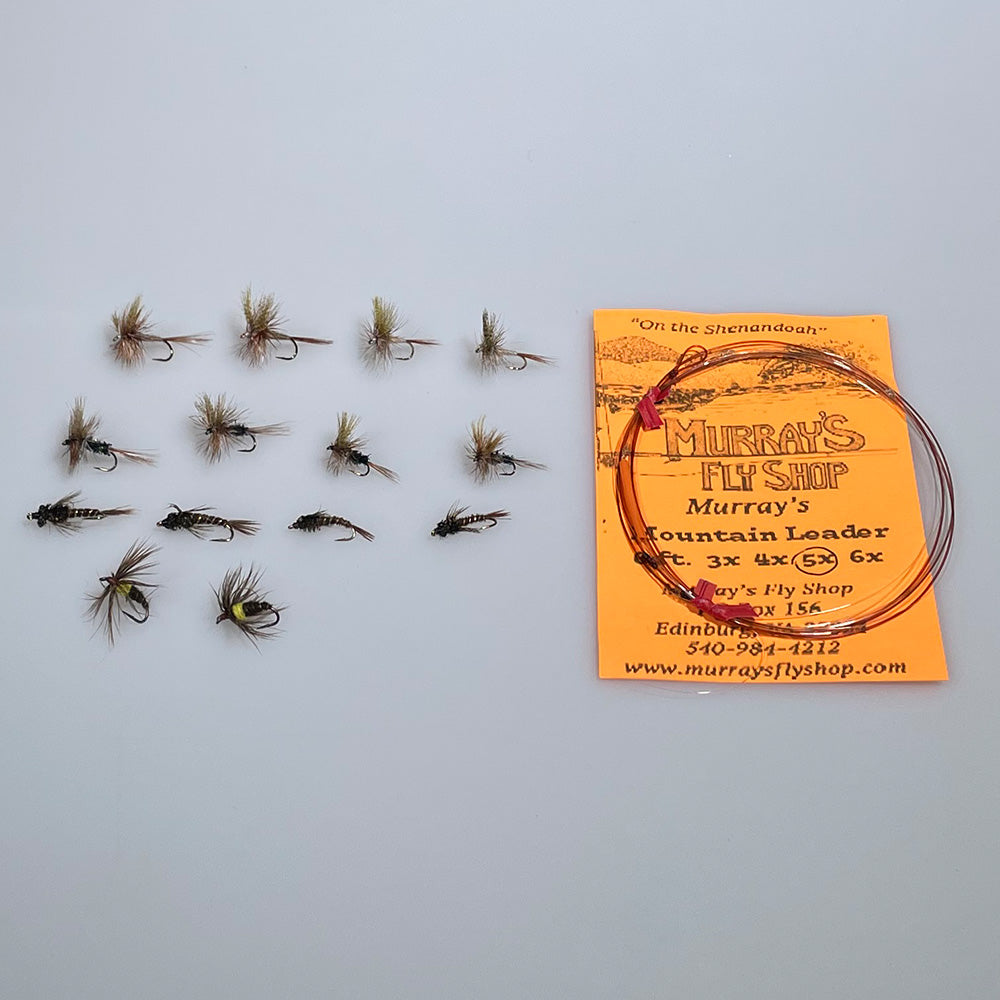 "On the Shenandoah"
MURRAY'S
FLY SHOP
Murray's
Mountain Leader
ft. 3x 4x 5x 6x
Fly Shop
156
Edinburg,
540-984-4212
www.murraysflyshop.com